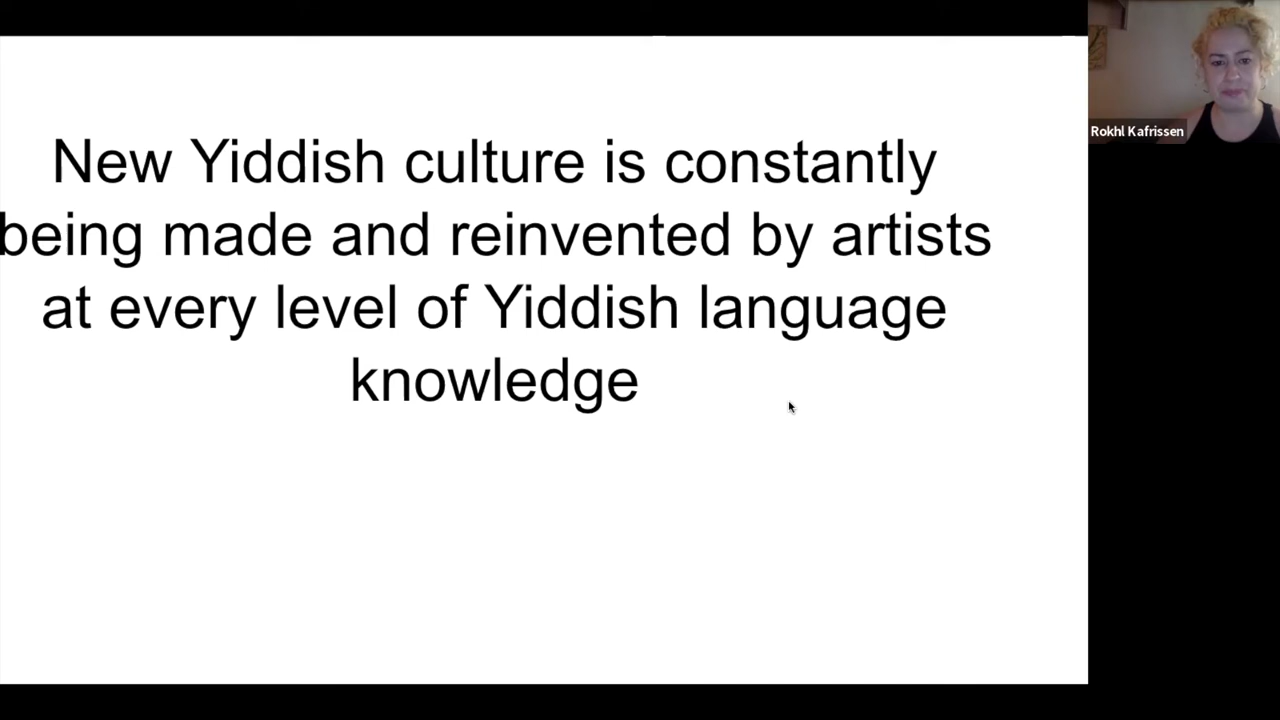 New Yiddish culture is constantly
being made and reinvented by artists
at every level of Yiddish language
knowledge
Rokhl Kafrissen